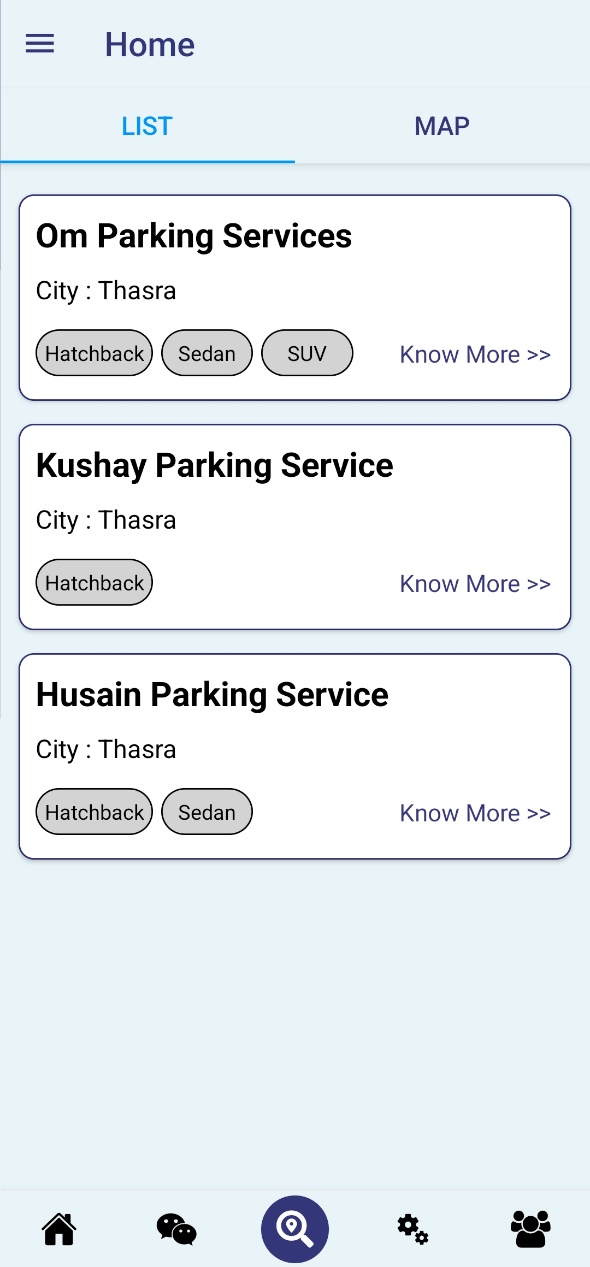 Home
LIST MAP
Om Parking Services
City : Thasra
Hatchback Sedan SUV Know More >>
Kushay Parking Service
City : Thasra
Hatchback Know More >>
Husain Parking Service
City : Thasra
Hatchback Sedan Know More >>